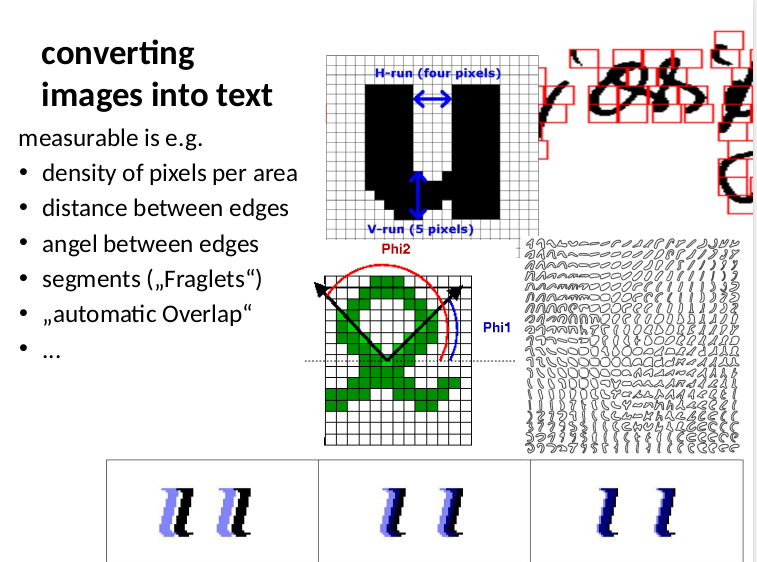 converting
images into text
measurable is e.g.
• density of pixels per area
• distance between edges
• angel between edges
• segments („Fraglets“)
• „automatic Overlap“
• ...
H-run (four pixels)
V-run (5 pixels)
Phi2
Phi1